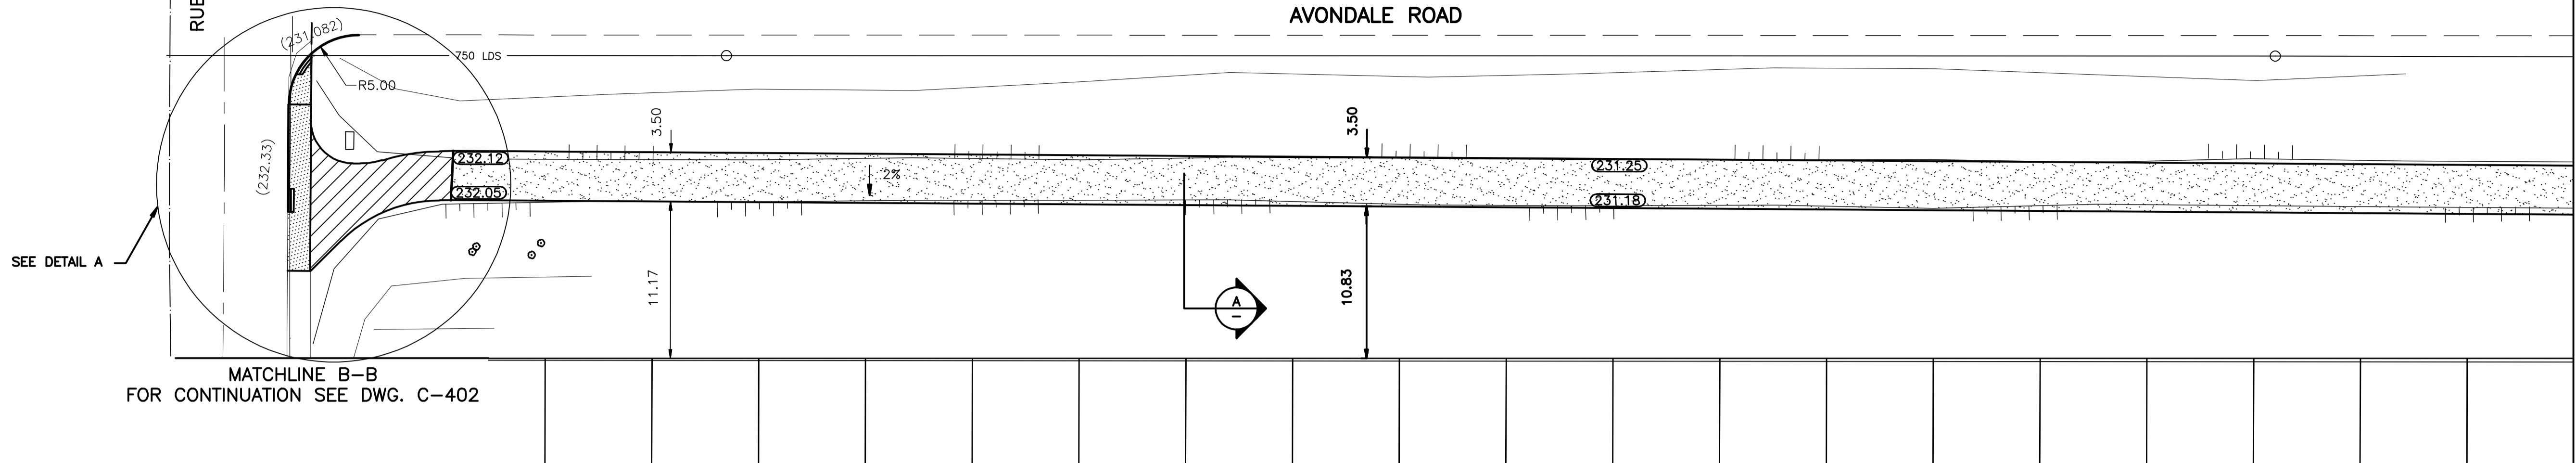 RUE
AVONDALE ROAD
(231.082)
750 LDS
R5.00
3.50
3.50
(232.33)
232.12
232.05
2%
231.25
231.18
SEE DETAIL A
11.17
10.83
A
–
MATCHLINE B-B
FOR CONTINUATION SEE DWG. C-402